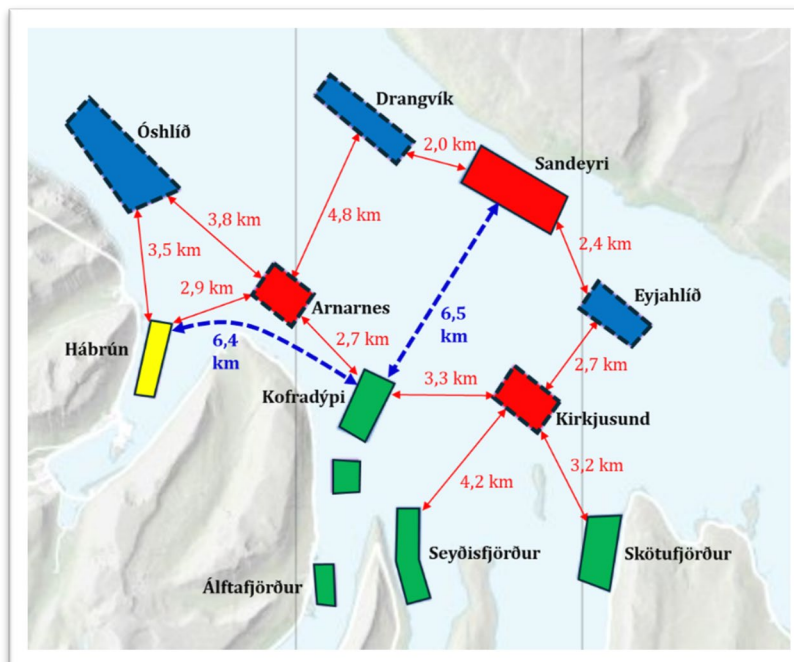 Drangvík
Óshlíð
2,0 km
Sandeyri
3,8 km
4,8 km
3,5 km
2,4 km
2,9 km
Eyjahlíð
Arnarnes
6,5
km
Hábrún
6,4
km
2,7 km
2,7 km
Kofradýpi
3,3 km
Kirkjusund
3,2 km
4,2 km
Seyðisfjörður
Skötufjörður
Álftafjörður